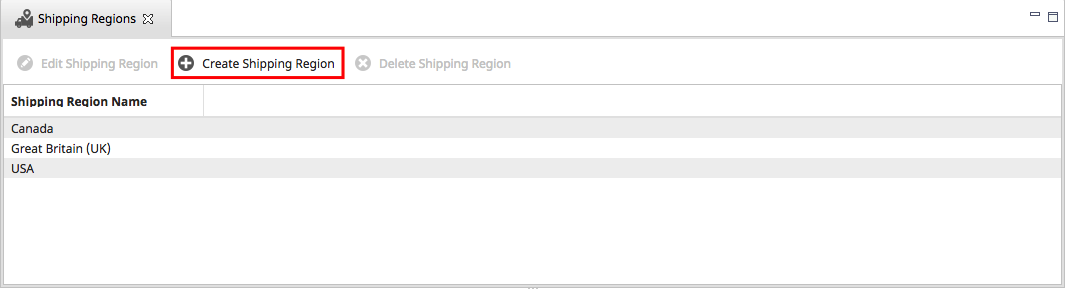 Shipping Regions
Edit Shipping Region Create Shipping Region Delete Shipping Region
Shipping Region Name
Canada
Great Britain (UK)
USA